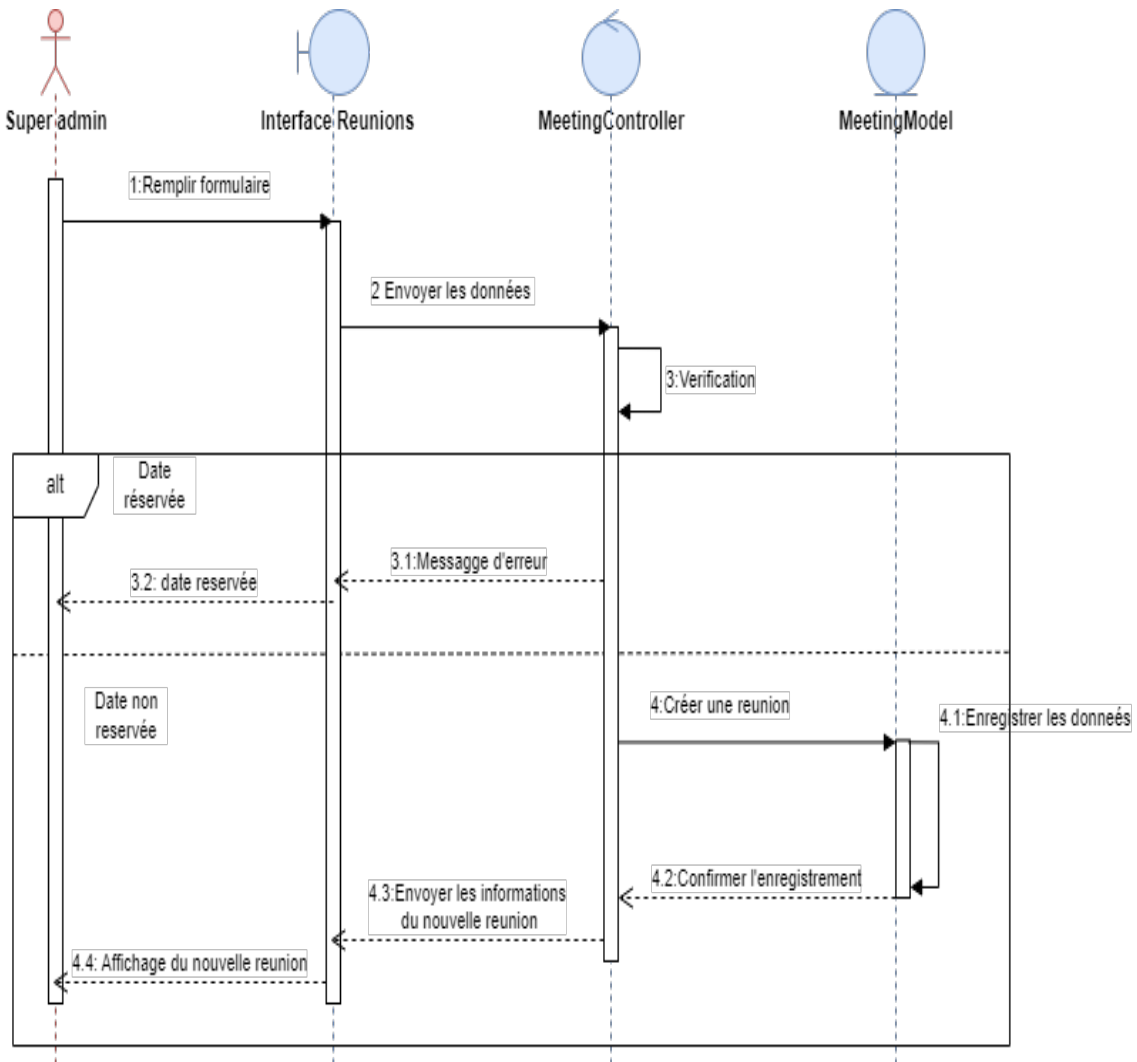 Super admin
Interface Reunions
MeetingController
MeetingModel
1:Remplir formulaire
2 Envoyer les données
3:Verification
alt
Date
réservée
3.1:Messagge d'erreur
3.2: date reservée
Date non
reservée
4:Créer une reunion
4.1:Enregistrer les donneés
4.2:Confirmer l'enregistrement
4.3:Envoyer les informations
du nouvelle reunion
4.4: Affichage du nouvelle reunion